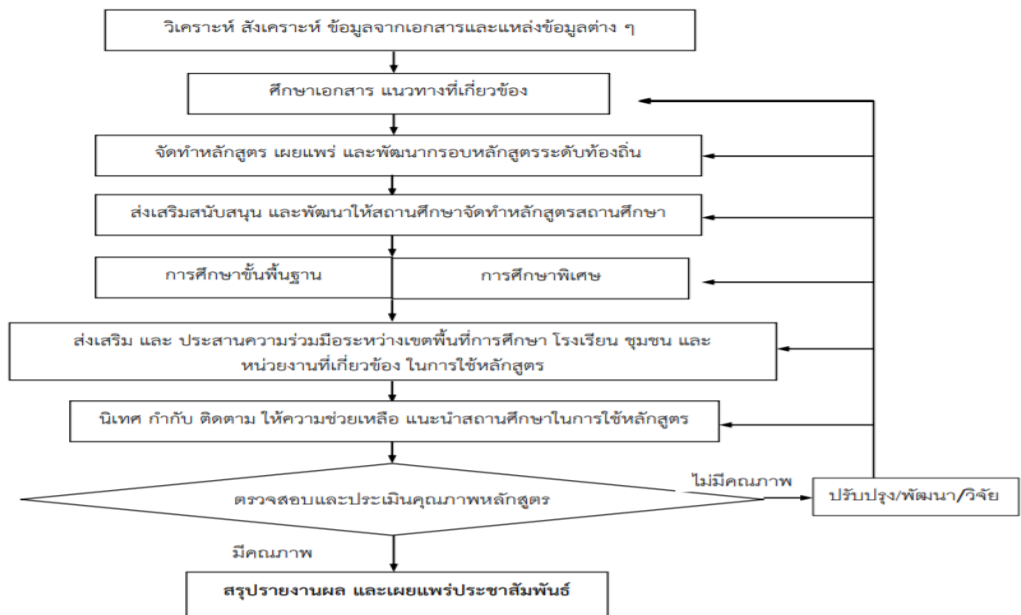 วิเคราะห์ สังเคราะห์ ข้อมูลจากเอกสารและแหล่งข้อมูลต่าง ๆ
ศึกษาเอกสาร แนวทางที่เกี่ยวข้อง
จัดทำหลักสูตร เผยแพร่ และพัฒนากรอบหลักสูตรระดับท้องถิ่น
ส่งเสริมสนับสนุน และพัฒนาให้สถานศึกษาจัดทำหลักสูตรสถานศึกษา
การศึกษาขั้นพื้นฐาน
การศึกษาพิเศษ
ส่งเสริม และ ประสานความร่วมมือระหว่างเขตพื้นที่การศึกษา โรงเรียน ชุมชน และ
หน่วยงานที่เกี่ยวข้อง ในการใช้หลักสูตร
นิเทศ กำกับ ติดตาม ให้ความช่วยเหลือ แนะนำสถานศึกษาในการใช้หลักสูตร
ตรวจสอบและประเมินคุณภาพหลักสูตร
ไม่มีคุณภาพ
ปรับปรุง/พัฒนา/วิจัย
มีคุณภาพ
สรุปรายงานผล และเผยแพร่ประชาสัมพันธ์